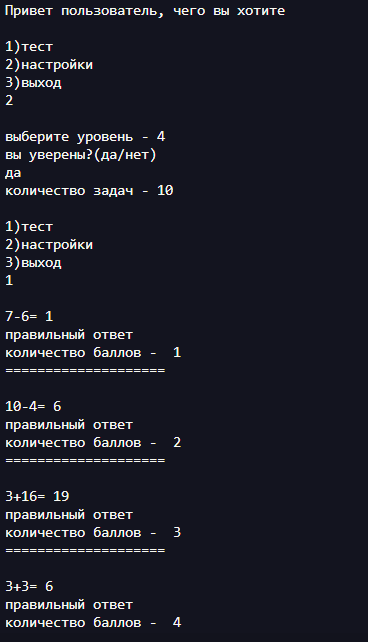 Привет пользователь, чего вы хотите
1)тест
2)настройки
3)выход
2
выберите уровень - 4
вы уверены?(да/нет)
да
количество задач - 10
1)тест
2)настройки
3)выход
1
7-6= 1
правильный ответ
количество баллов -  1
====================
10-4= 6
правильный ответ
количество баллов -  2
====================
3+16= 19
правильный ответ
количество баллов -  3
====================
3+3= 6
правильный ответ
количество баллов -  4